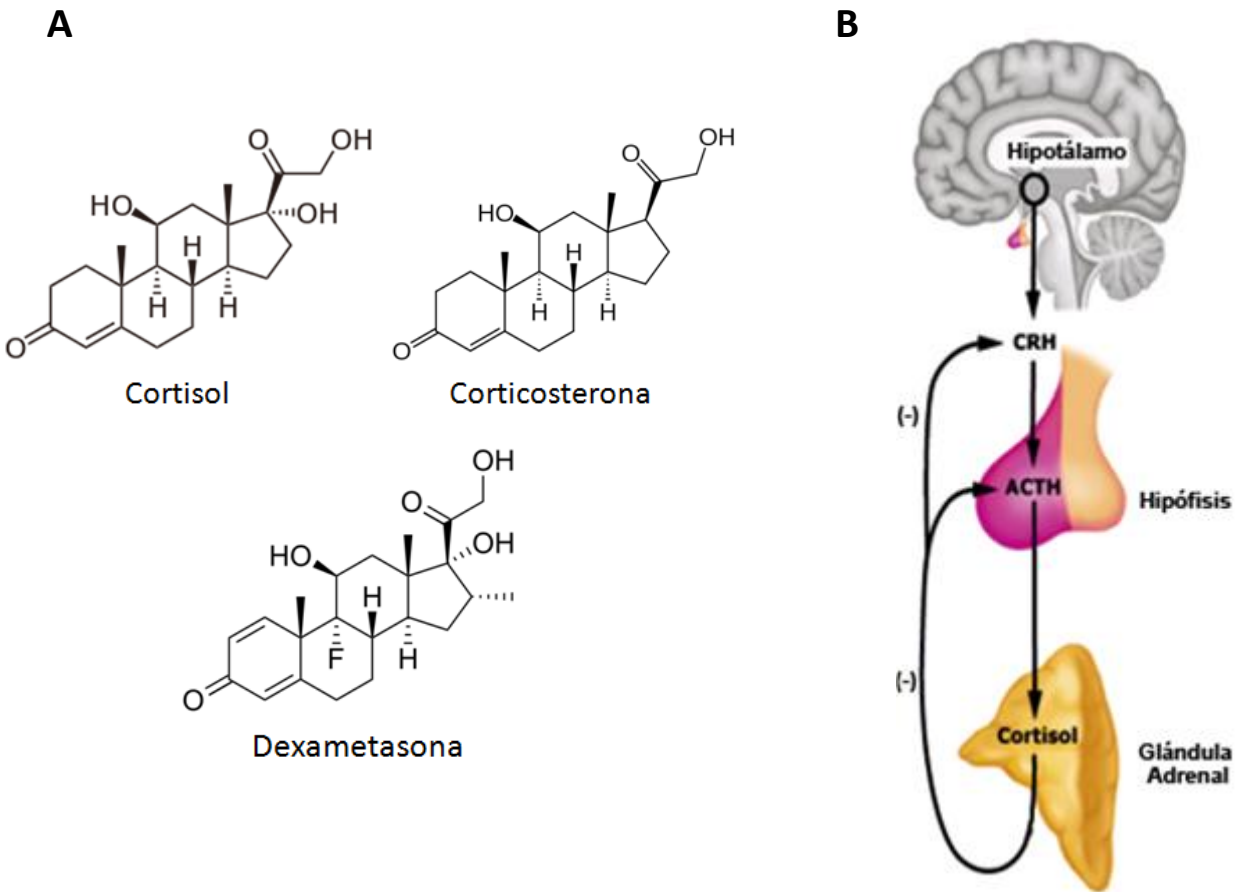 A
O
OH
HO
OH
H
H
H
O
Cortisol
O
OH
HO
H
H
H
O
Corticosterona
OH
O
HO
OH
H
F
H
O
Dexametasona
B
Hipotálamo
CRH
(-)
ACTH
Hipófisis
(-)
Cortisol
Glándula
Adrenal